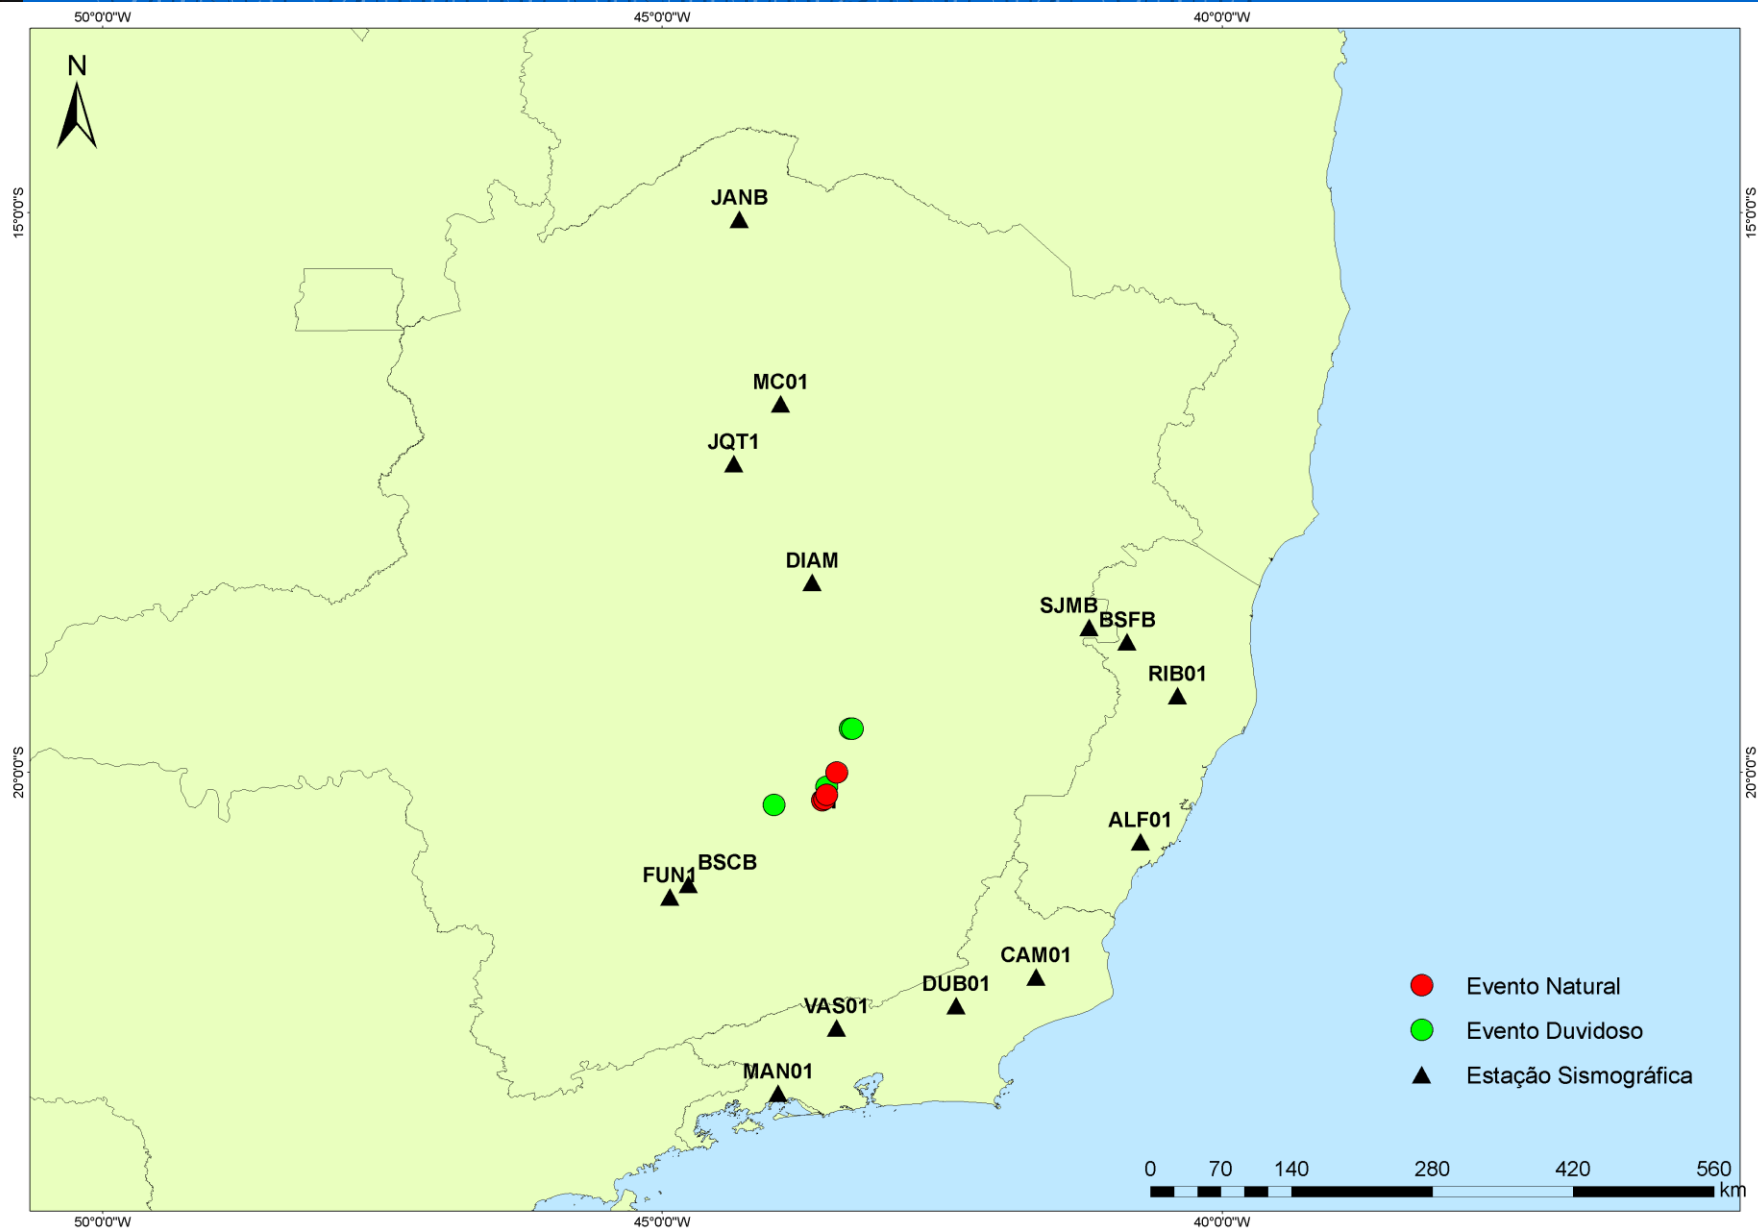 50°0'0"W 45°0'0"W 40°0'0"W
N
JANB
15°0'0"S 15°0'0"S
MC01
JQT1
DIAM
SJMB
BSFB
RIB01
20°0'0"S 20°0'0"S
ALF01
BSCB
FUN1
CAM01
DUB01
VAS01
MAN01
Evento Natural
Evento Duvidoso
Estação Sismográfica
0 70 140 280 420 560
km
50°0'0"W 45°0'0"W 40°0'0"W